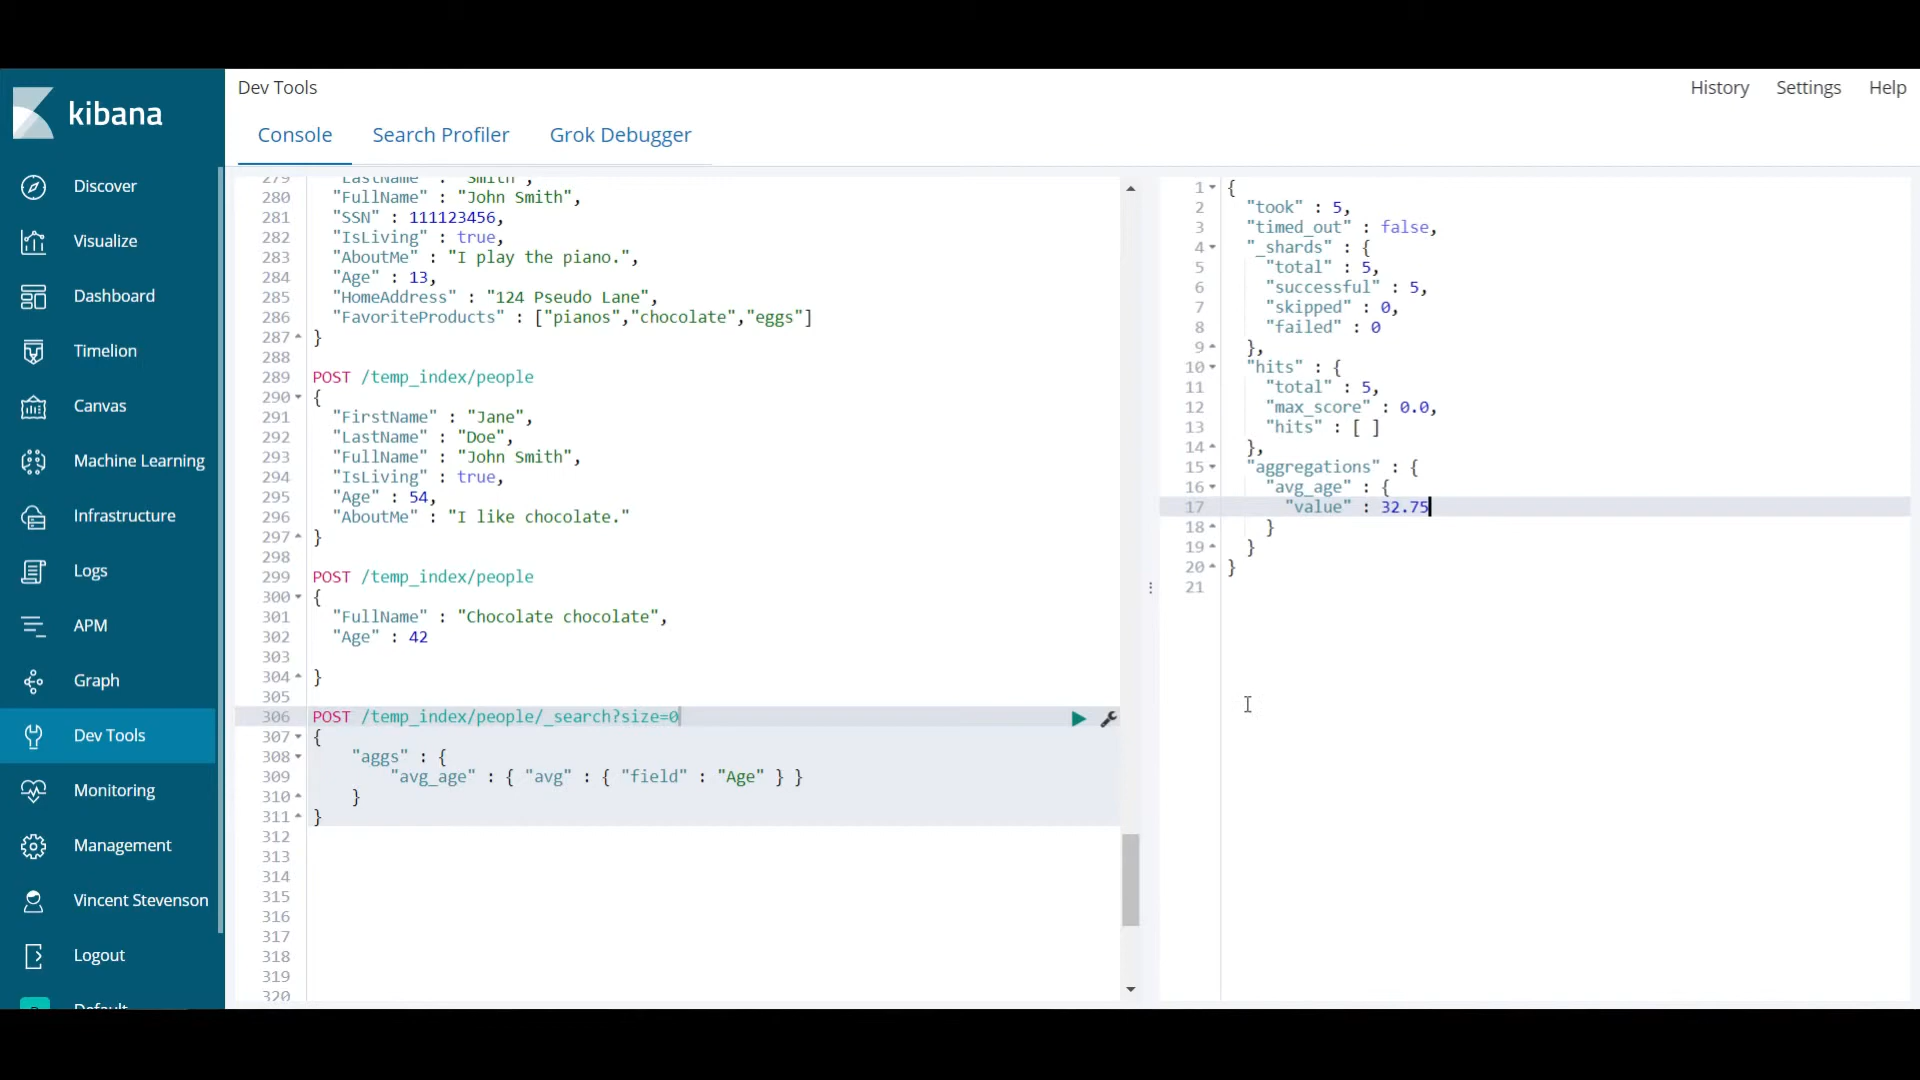 kibana
Discover
Visualize
Dashboard
Timelion
Canvas
Machine Learning
Infrastructure
Logs
APM
Graph
Dev Tools
Monitoring
Management
Vincent Stevenson
Logout
Default
Dev Tools
History Settings Help
Console Search Profiler Grok Debugger
279 "LastName" : "Smith",
280 "FullName" : "John Smith",
281 "SSN" : 111123456,
282 "IsLiving" : true,
283 "AboutMe" : "I play the piano.",
284 "Age" : 13,
285 "HomeAddress" : "124 Pseudo Lane",
286 "FavoriteProducts" : ["pianos","chocolate","eggs"]
287 }
288
289 POST /temp_index/people
290 {
291 "FirstName" : "Jane",
292 "LastName" : "Doe",
293 "FullName" : "John Smith",
294 "IsLiving" : true,
295 "Age" : 54,
296 "AboutMe" : "I like chocolate."
297 }
298
299 POST /temp_index/people
300 {
301 "FullName" : "Chocolate chocolate",
302 "Age" : 42
303
304 }
305
306 POST /temp_index/people/_search?size=0
307 {
308 "aggs" : {
309 "avg_age" : { "avg" : { "field" : "Age" } }
310 }
311 }
312
313
314
315
316
317
318
319
320
1 {
2 "took" : 5,
3 "timed_out" : false,
4 "_shards" : {
5 "total" : 5,
6 "successful" : 5,
7 "skipped" : 0,
8 "failed" : 0
9 },
10 "hits" : {
11 "total" : 5,
12 "max_score" : 0.0,
13 "hits" : [ ]
14 },
15 "aggregations" : {
16 "avg_age" : {
17 "value" : 32.75
18 }
19 }
20 }
21